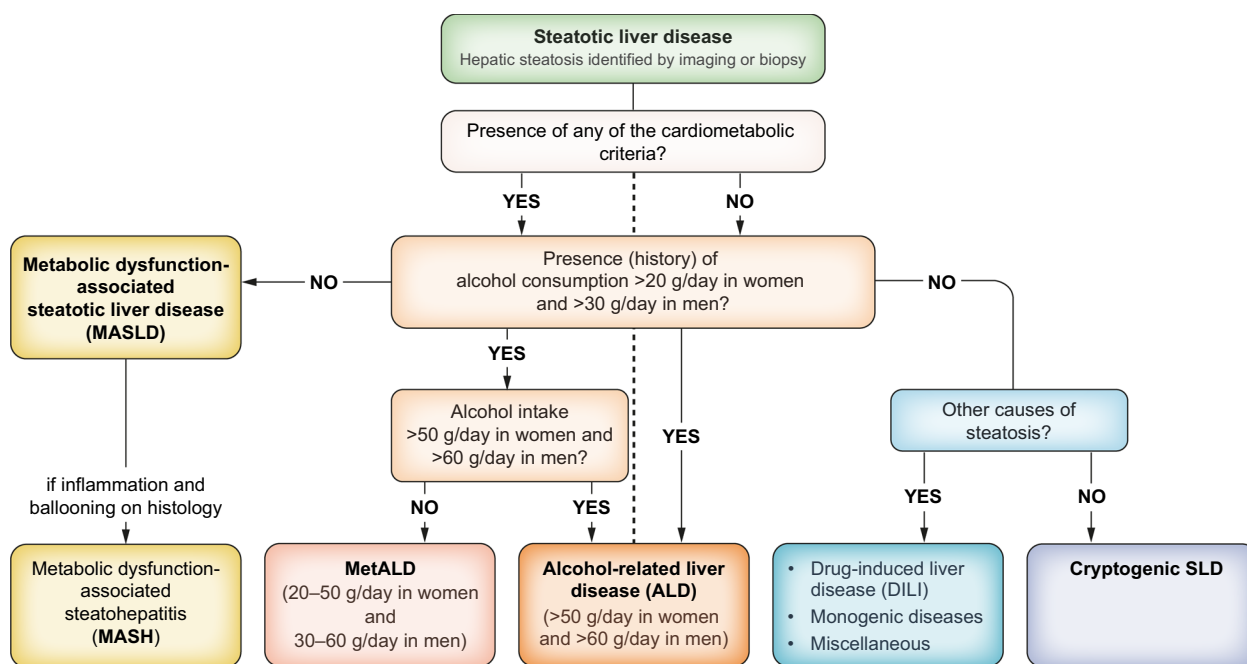 Steatotic liver disease
Hepatic steatosis identified by imaging or biopsy
Presence of any of the cardiometabolic
criteria?
YES
NO
Metabolic dysfunction-
associated
steatotic liver disease
(MASLD)
NO
Presence (history) of
alcohol consumption >20 g/day in women
and >30 g/day in men?
NO
YES
Alcohol intake
>50 g/day in women and
>60 g/day in men?
YES
Other causes of
steatosis?
if inflammation and
ballooning on histology
NO
YES
YES
NO
Metabolic dysfunction-
associated
steatohepatitis
(MASH)
MetALD
(20–50 g/day in women
and
30–60 g/day in men)
Alcohol-related liver
disease (ALD)
(>50 g/day in women
and >60 g/day in men)
• Drug-induced liver
disease (DILI)
• Monogenic diseases
• Miscellaneous
Cryptogenic SLD